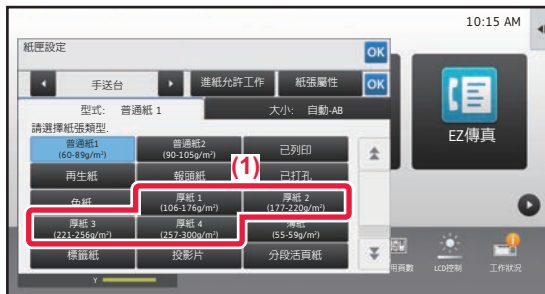 10:15 AM
紙匣設定
OK
手送台
進紙允許工作
紙張屬性
OK
型式: 普通紙 1
大小: 自動-AB
請選擇紙張類型.
普通紙1
(60-89g/m²)
普通紙2
(90-105g/m²)
已列印
再生紙
報頭紙
(1)
已打孔
色紙
厚紙 1
(106-176g/m²)
厚紙 2
(177-220g/m²)
厚紙 3
(221-256g/m²)
厚紙 4
(257-300g/m²)
薄紙
(55-59g/m²)
標籤紙
投影片
分段活頁紙
Y
EZ傳真
用頁數
LCD控制
工作狀況